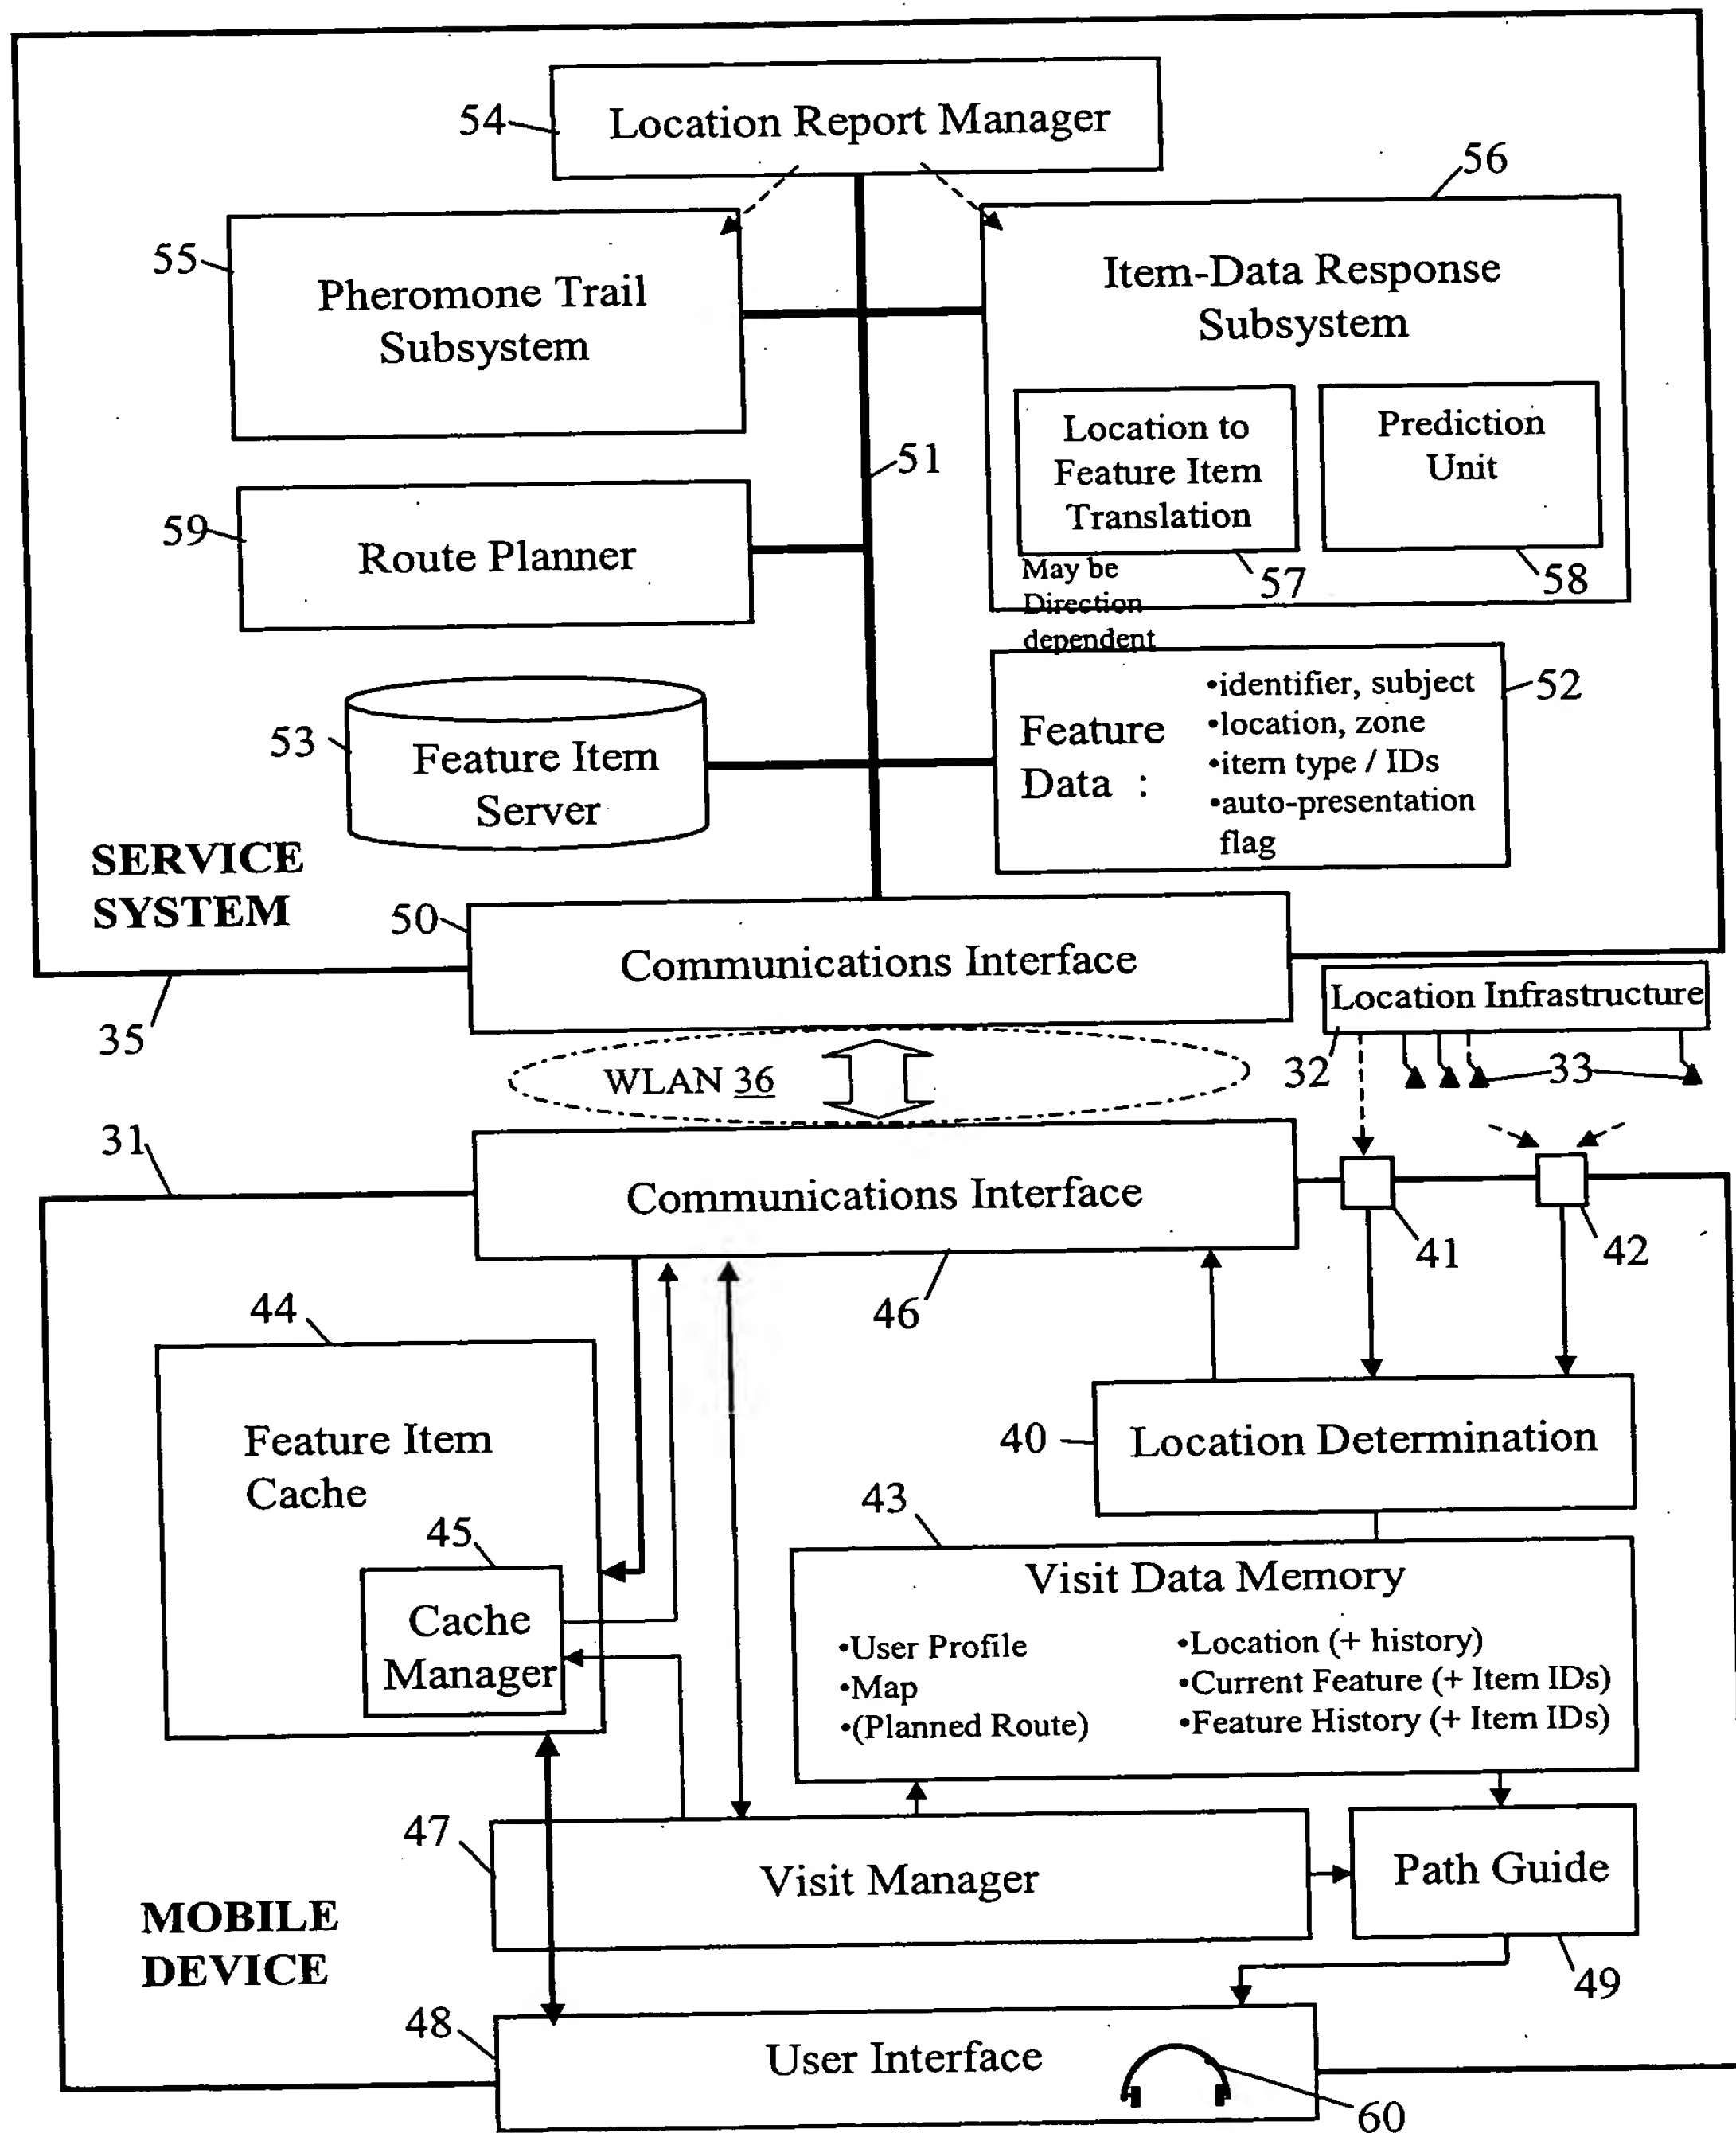 54
Location Report Manager
56
55
Pheromone Trail
Subsystem
Item-Data Response
Subsystem
Location to
Feature Item
Translation
Prediction
Unit
51
59
Route Planner
May be
Direction
dependent
57
58
53
Feature Item
Server
Feature
Data :
•identifier, subject
•location, zone
•item type / IDs
•auto-presentation
flag
52
SERVICE
SYSTEM
50
Communications Interface
35
Location Infrastructure
32
33
WLAN 36
31
Communications Interface
41
42
46
44
Feature Item
Cache
40
Location Determination
43
45
Cache
Manager
Visit Data Memory
•User Profile
•Map
•(Planned Route)
•Location (+ history)
•Current Feature (+ Item IDs)
•Feature History (+ Item IDs)
47
Visit Manager
Path Guide
MOBILE
DEVICE
49
48
User Interface
60